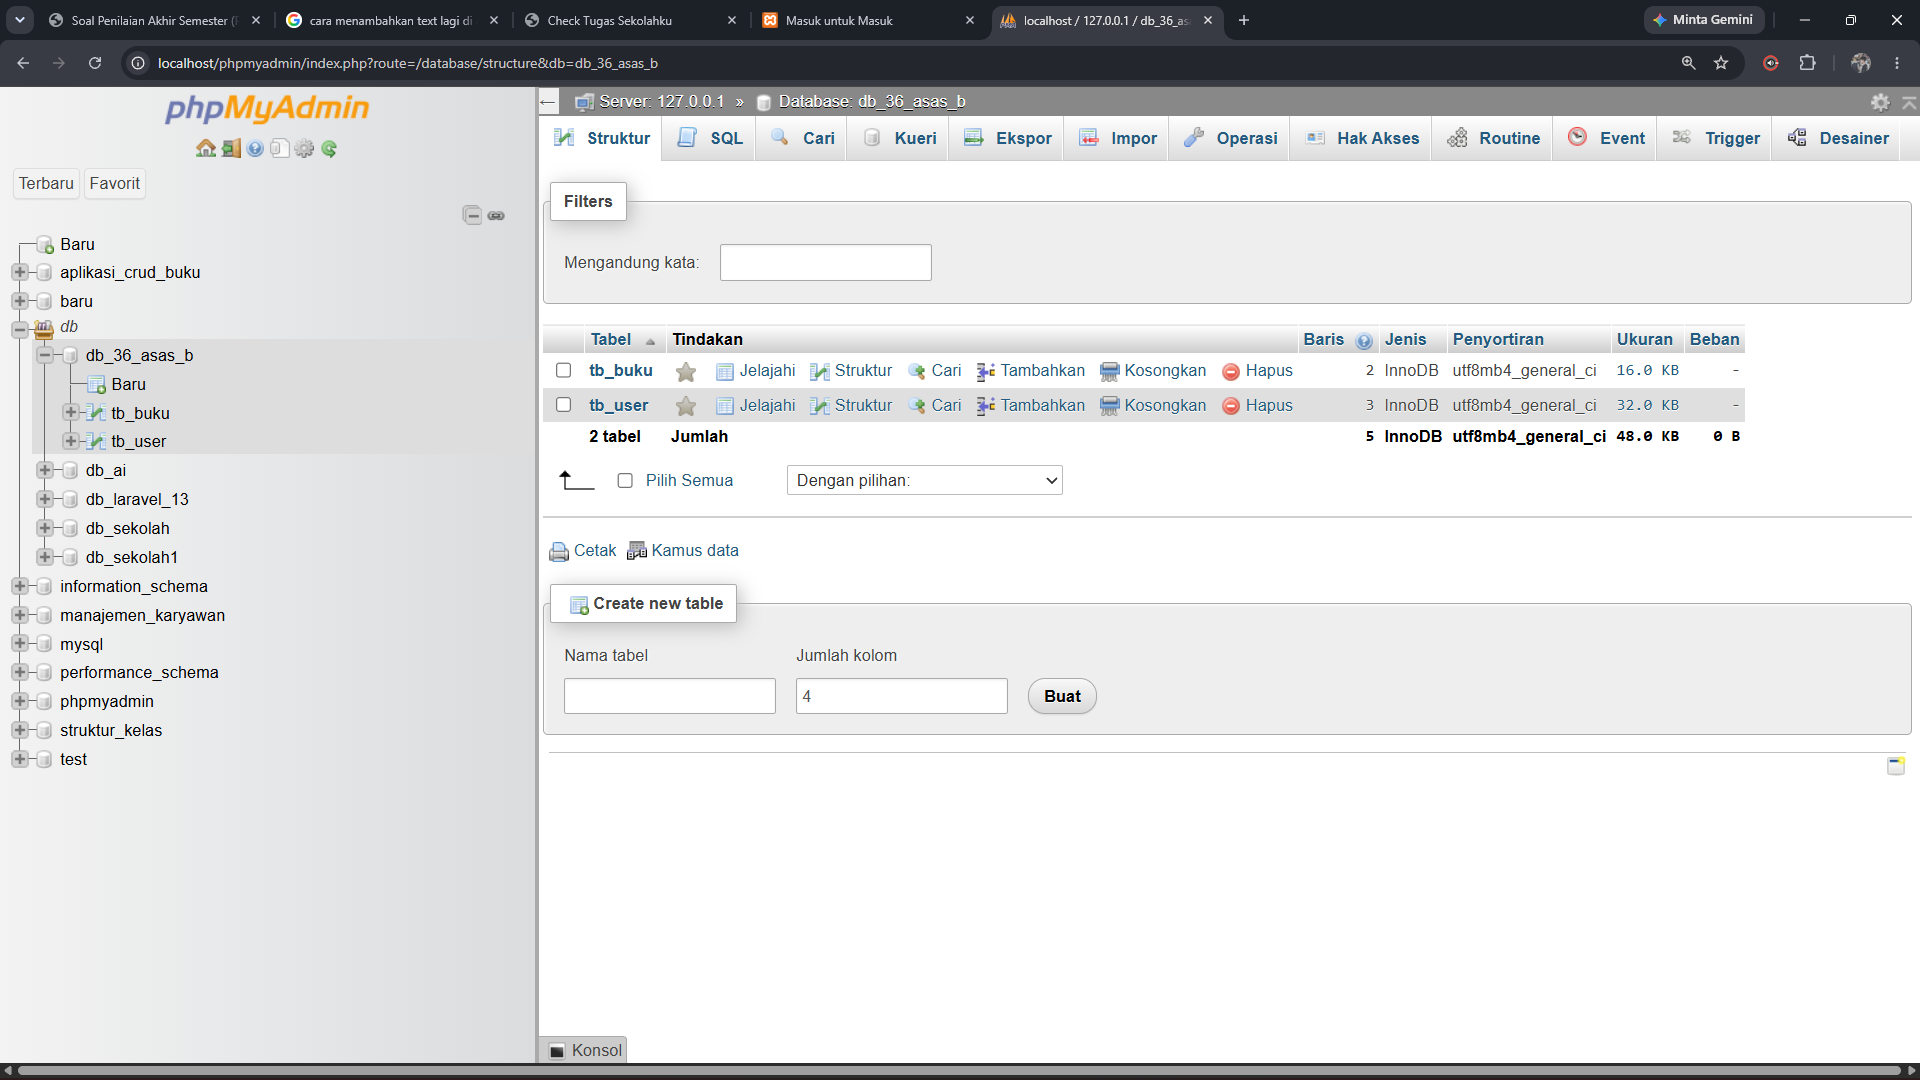 Soal Penilaian Akhir Semester (
cara menambahkan text lagi di
Check Tugas Sekolahku
Masuk untuk Masuk
localhost / 127.0.0.1 / db_36_as
Minta Gemini
localhost/phpmyadmin/index.php?route=/database/structure&db=db_36_asas_b
phpMyAdmin
Terbaru
Favorit
Baru
aplikasi_crud_buku
baru
db
db_36_asas_b
Baru
tb_buku
tb_user
db_ai
db_laravel_13
db_sekolah
db_sekolah1
information_schema
manajemen_karyawan
mysql
performance_schema
phpmyadmin
struktur_kelas
test
Server: 127.0.0.1 » Database: db_36_asas_b
Struktur SQL Cari Kueri Ekspor Impor Operasi Hak Akses Routine Event Trigger Desainer
Filters
Mengandung kata:
Tabel Tindakan Baris Jenis Penyortiran Ukuran Beban
tb_buku Jelajahi Struktur Cari Tambahkan Kosongkan Hapus 2 InnoDB utf8mb4_general_ci 16.0 KB -
tb_user Jelajahi Struktur Cari Tambahkan Kosongkan Hapus 3 InnoDB utf8mb4_general_ci 32.0 KB -
2 tabel Jumlah 5 InnoDB utf8mb4_general_ci 48.0 KB 0 B
Pilih Semua Dengan pilihan:
Cetak Kamus data
Create new table
Nama tabel Jumlah kolom
4 Buat
Konsol